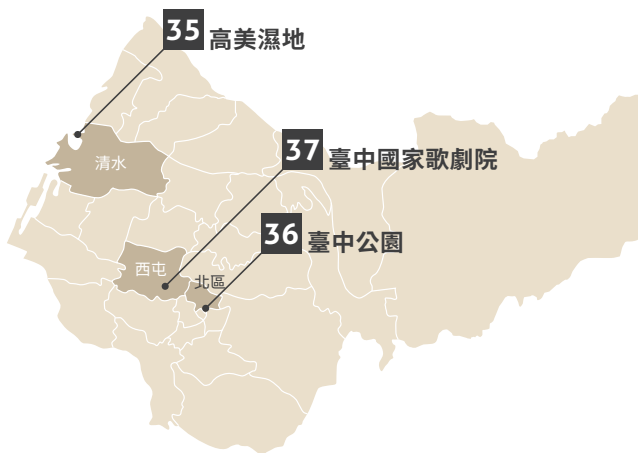 35 高美濕地
清水
37 臺中國家歌劇院
36 臺中公園
西屯
北區